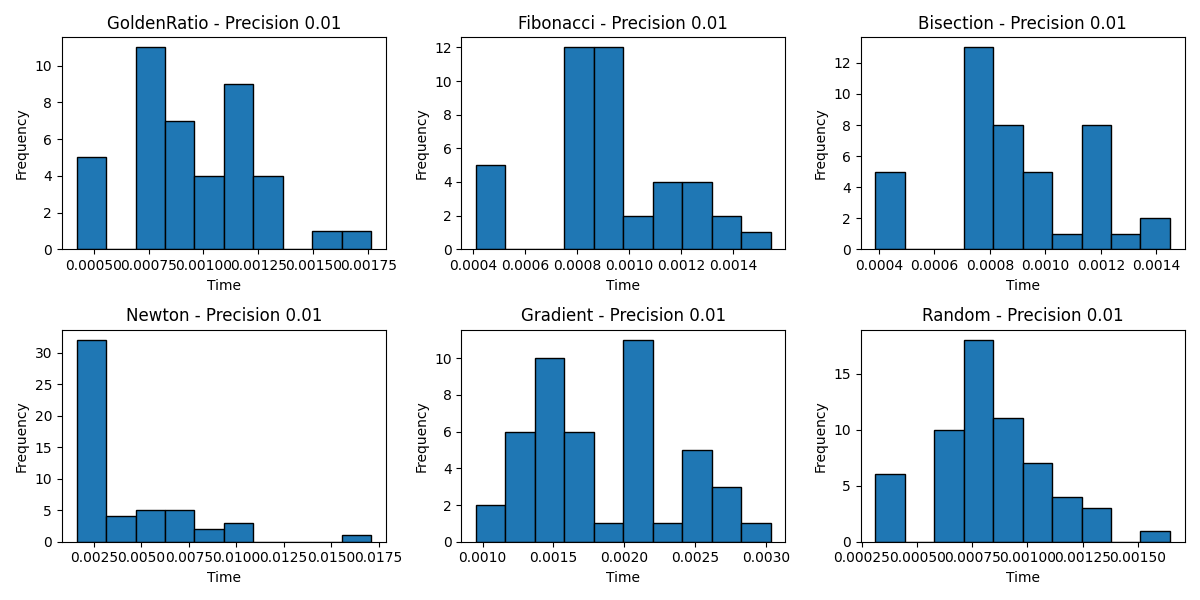 GoldenRatio - Precision 0.01
Frequency
10
8
6
4
2
0
0.00050 0.00075 0.00100 0.00125 0.00150 0.00175
Time
Fibonacci - Precision 0.01
Frequency
12
10
8
6
4
2
0
0.0004 0.0006 0.0008 0.0010 0.0012 0.0014
Time
Bisection - Precision 0.01
Frequency
12
10
8
6
4
2
0
0.0004 0.0006 0.0008 0.0010 0.0012 0.0014
Time
Newton - Precision 0.01
Frequency
30
25
20
15
10
5
0
0.0025 0.0050 0.0075 0.0100 0.0125 0.0150 0.0175
Time
Gradient - Precision 0.01
Frequency
10
8
6
4
2
0
0.0010 0.0015 0.0020 0.0025 0.0030
Time
Random - Precision 0.01
Frequency
15
10
5
0
0.00025 0.00050 0.00075 0.00100 0.00125 0.00150
Time